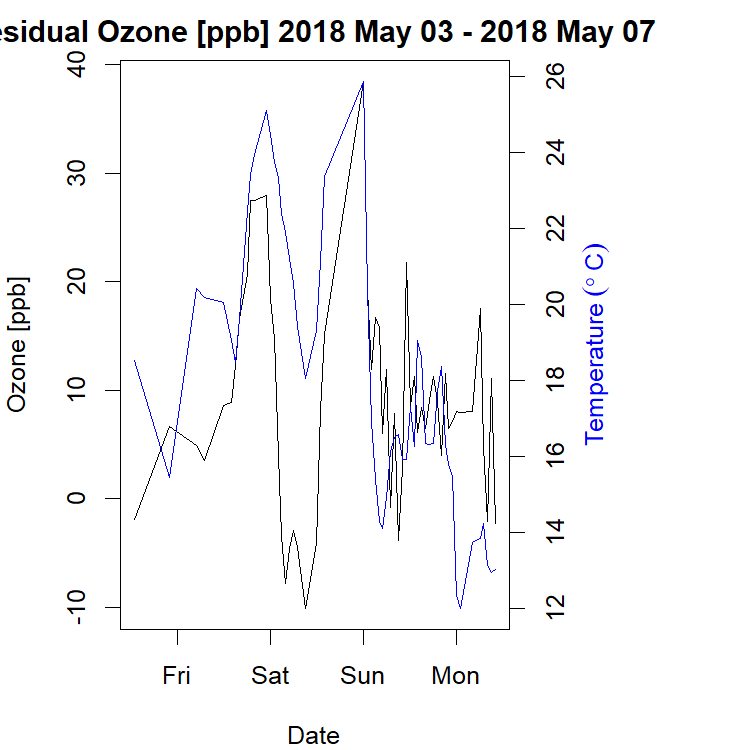 esidual Ozone [ppb] 2018 May 03 - 2018 May 07
40
30
20
10
0
-10
Ozone [ppb]
26
24
22
20
18
16
14
12
Temperature (° C)
Fri Sat Sun Mon
Date